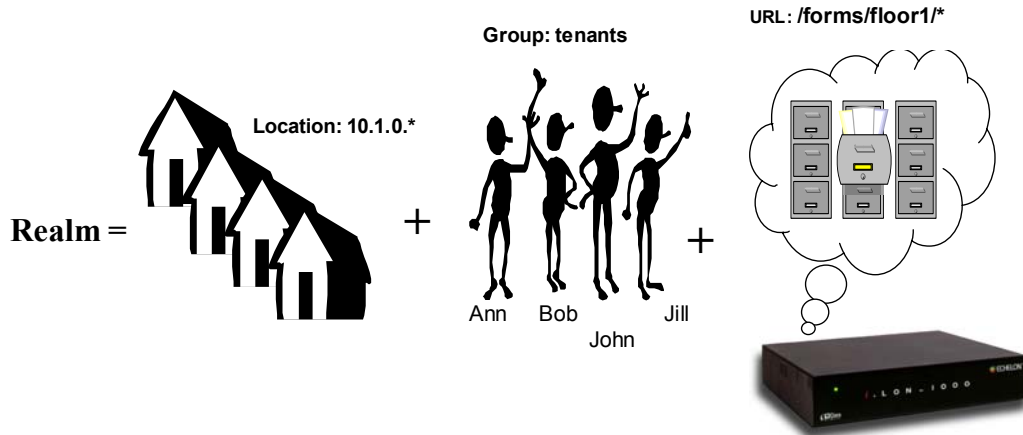 URL: /forms/floor1/*
Group: tenants
Location: 10.1.0.*
Realm =
+
+
Ann
Bob
Jill
John
ECHELON
i.LON-1000